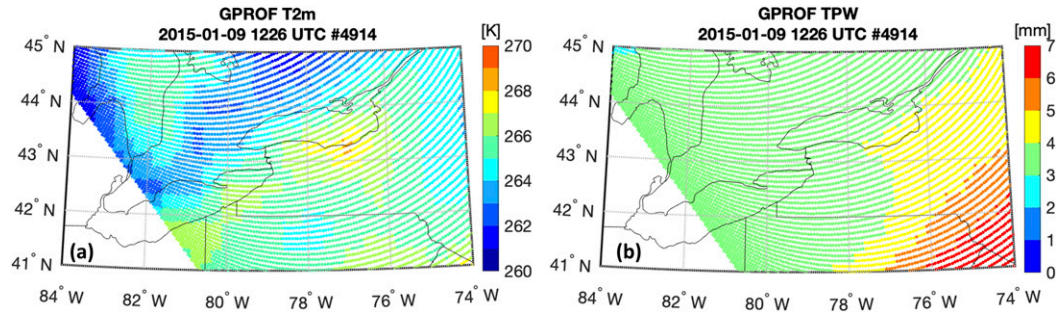 GPROF T2m
2015-01-09 1226 UTC #4914
[K]
45° N
44° N
43° N
42° N
41° N
(a)
84° W
82° W
80° W
78° W
76° W
74° W
270
268
266
264
262
260
GPROF TPW
2015-01-09 1226 UTC #4914
[mm]
45° N
44° N
43° N
42° N
41° N
(b)
84° W
82° W
80° W
78° W
76° W
74° W
7
6
5
4
3
2
1
0